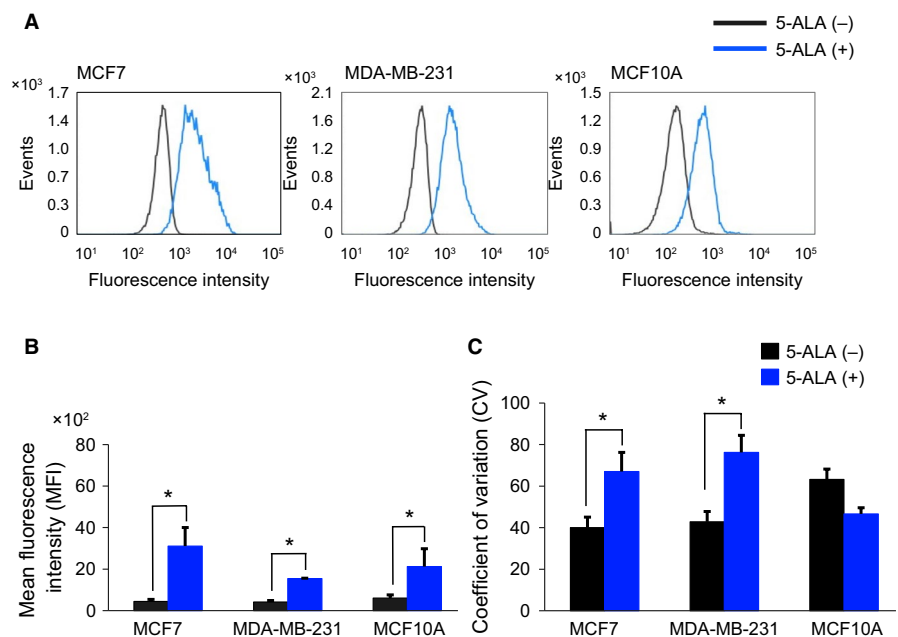 A
5-ALA (–)
5-ALA (+)
MCF7
MDA-MB-231
MCF10A
×10³
×10³
×10³
1.7
1.4
1.0
0.7
0.3
0
Events
10¹ 10² 10³ 10⁴ 10⁵
Fluorescence intensity
2.1
1.6
1.2
0.8
0.4
0
Events
10¹ 10² 10³ 10⁴ 10⁵
Fluorescence intensity
1.5
1.2
0.9
0.6
0.3
0
Events
10¹ 10² 10³ 10⁴ 10⁵
Fluorescence intensity
B
×10²
Mean fluorescence
intensity (MFI)
80
60
40
20
0
*
*
*
MCF7 MDA-MB-231 MCF10A
C
5-ALA (–)
5-ALA (+)
Coefficient of variation (CV)
100
80
60
40
20
0
*
*
MCF7 MDA-MB-231 MCF10A